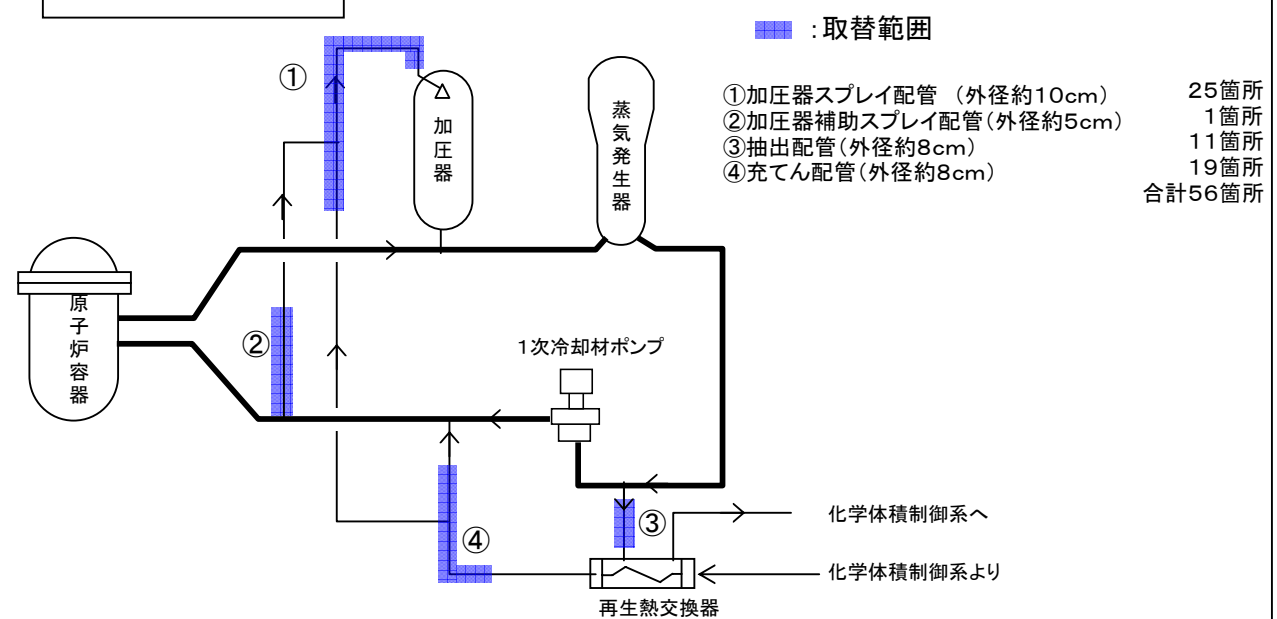 :取替範囲
①加圧器スプレイ配管 (外径約10cm) 25箇所
②加圧器補助スプレイ配管(外径約5cm) 1箇所
③抽出配管(外径約8cm) 11箇所
④充てん配管(外径約8cm) 19箇所
合計56箇所
①
加圧器
蒸気発生器
原子炉容器
②
1次冷却材ポンプ
③
④
化学体積制御系へ
化学体積制御系より
再生熱交換器